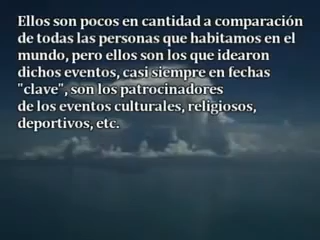 Ellos son pocos en cantidad a comparación
de todas las personas que habitamos en el
mundo, pero ellos son los que idearon
dichos eventos, casi siempre en fechas
"clave", son los patrocinadores
de los eventos culturales, religiosos,
deportivos, etc.